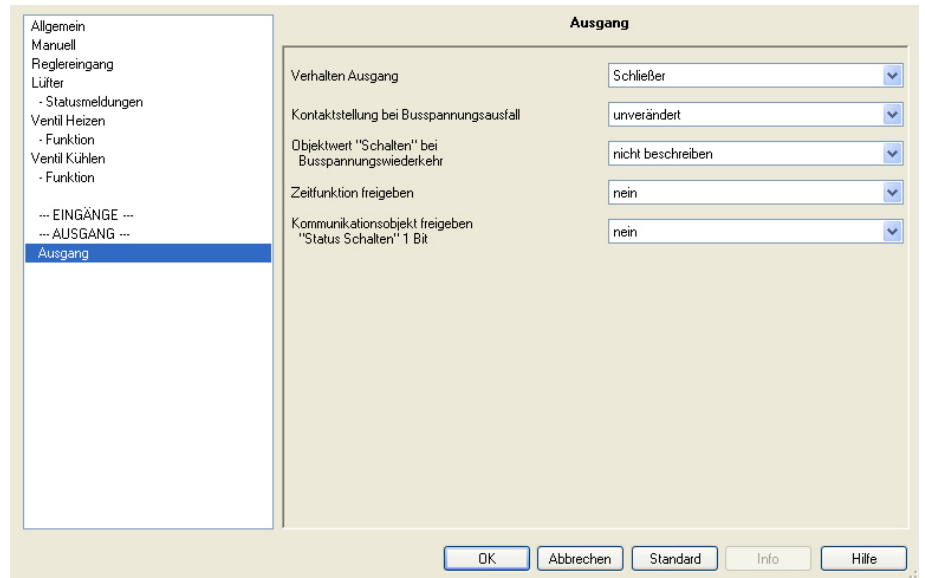 Allgemein
Manuell
Reglereingang
Lüfter
- Statusmeldungen
Ventil Heizen
- Funktion
Ventil Kühlen
- Funktion
--- EINGÄNGE ---
--- AUSGANG ---
Ausgang
Ausgang
Verhalten Ausgang
Schließer
Kontaktstellung bei Busspannungsausfall
unverändert
Objektwert "Schalten" bei
Busspannungswiederkehr
nicht beschreiben
Zeitfunktion freigeben
nein
Kommunikationsobjekt freigeben
"Status Schalten" 1 Bit
nein
OK
Abbrechen
Standard
Info
Hilfe